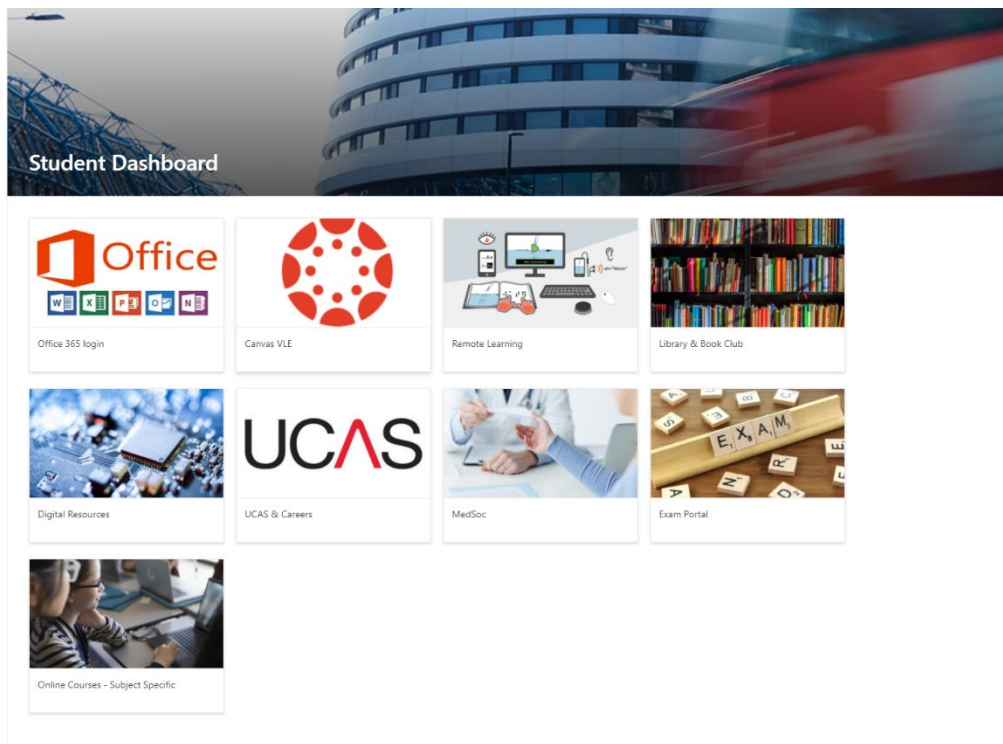 Student Dashboard
Office
W X P O N
Office 365 login
Canvas VLE
Remote Learning
Library & Book Club
Digital Resources
UCAS
UCAS & Careers
MedSoc
EXAM
Exam Portal
Online Courses - Subject Specific